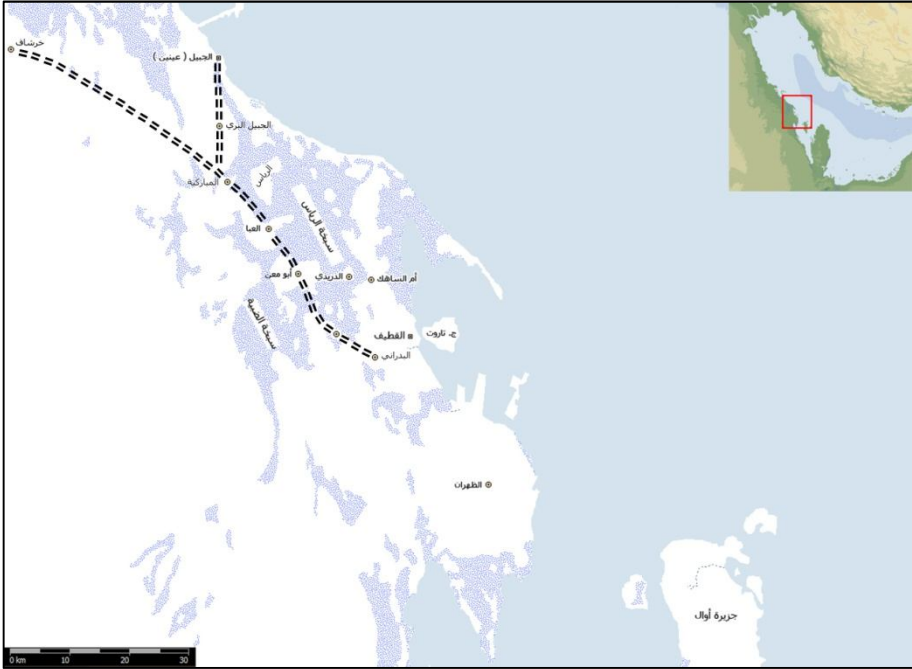 خرشاف
الجبيل ( عينين )
الجبيل البري
الرياس
المباركية
سبخة الرياس
العبا
أبو معن
الدريدي
أم الساهك
سبخة الضبية
القطيف
ج. تاروت
البدراني
الظهران
جزيرة أوال
0 km 10 20 30